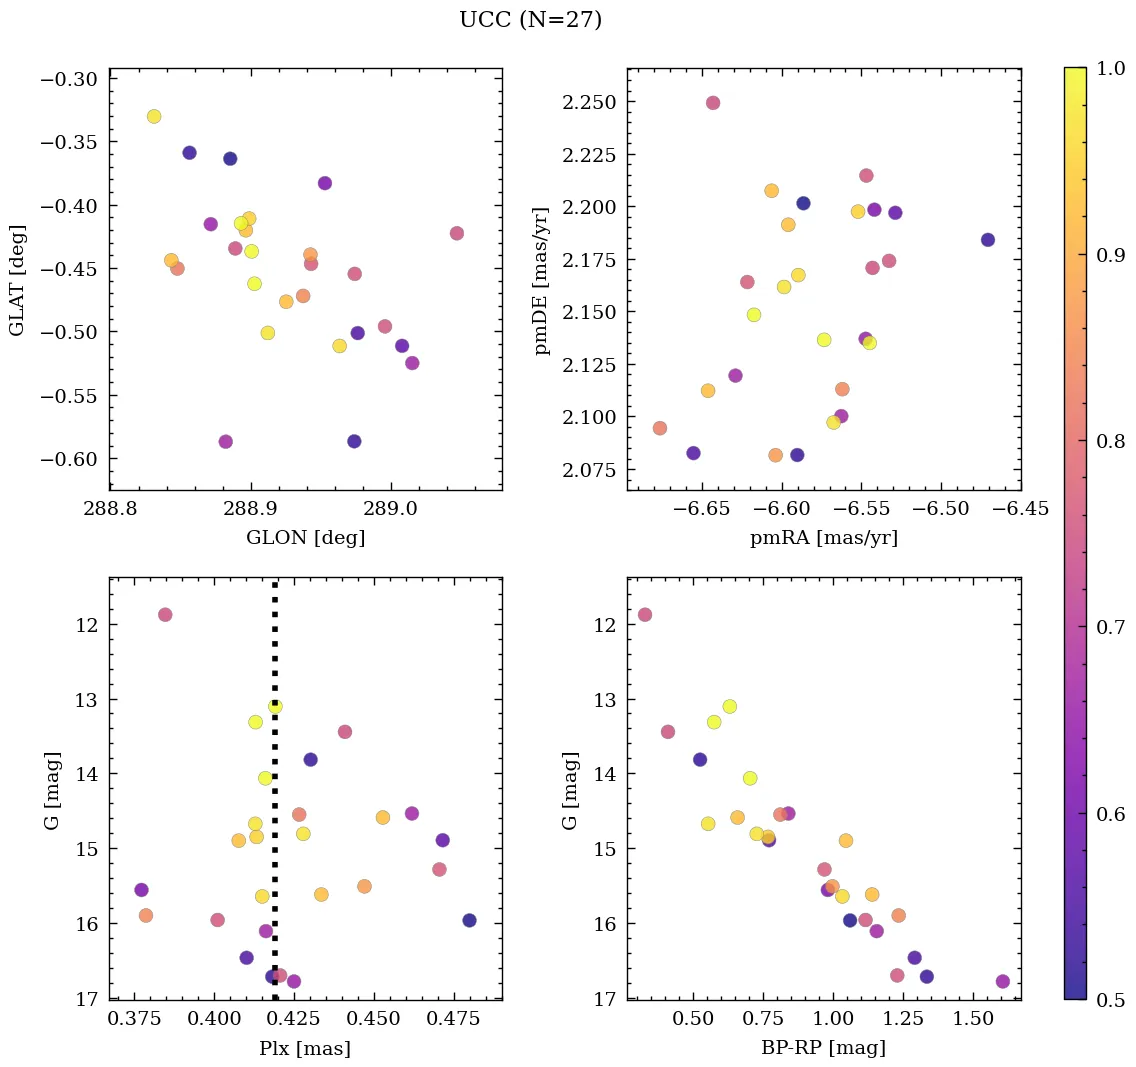 UCC (N=27)
−0.30
−0.35
−0.40
−0.45
−0.50
−0.55
−0.60
GLAT [deg]
288.8 288.9 289.0
GLON [deg]
2.250
2.225
2.200
2.175
2.150
2.125
2.100
2.075
pmDE [mas/yr]
−6.65 −6.60 −6.55 −6.50 −6.45
pmRA [mas/yr]
12
13
14
15
16
17
G [mag]
0.375 0.400 0.425 0.450 0.475
Plx [mas]
12
13
14
15
16
17
G [mag]
0.50 0.75 1.00 1.25 1.50
BP-RP [mag]
1.0
0.9
0.8
0.7
0.6
0.5